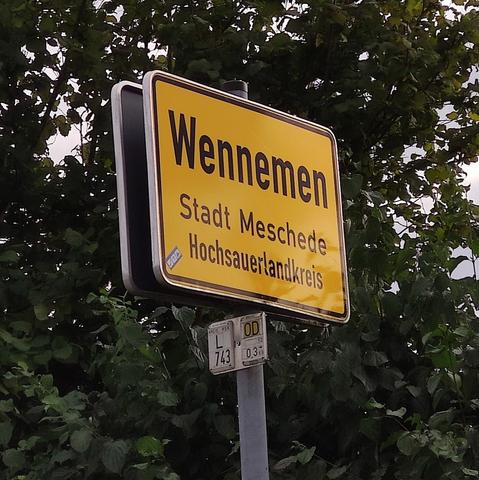 Wennemen
Stadt Meschede
Hochsauerlandkreis
L
743
OD
0,3